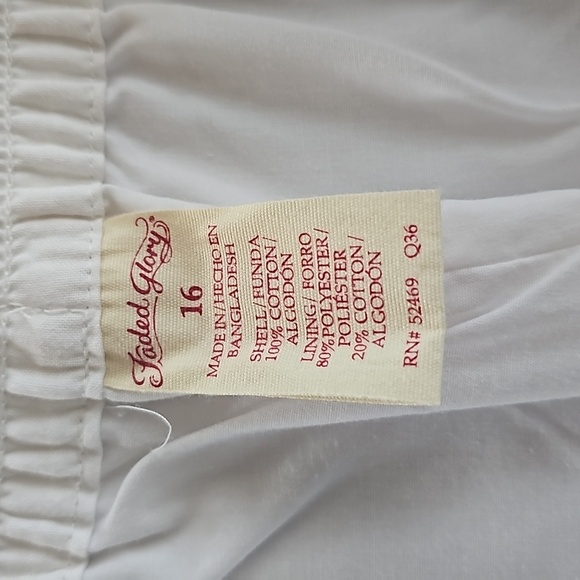 Faded Glory®
16
MADE IN/HECHO EN
BANGLADESH
SHELL/FUNDA
100% COTTON/
ALGODÓN
LINING/ FORRO
80%POLYESTER/
POLIÉSTER
20% COTTON/
ALGODÓN
RN# 52469 Q36